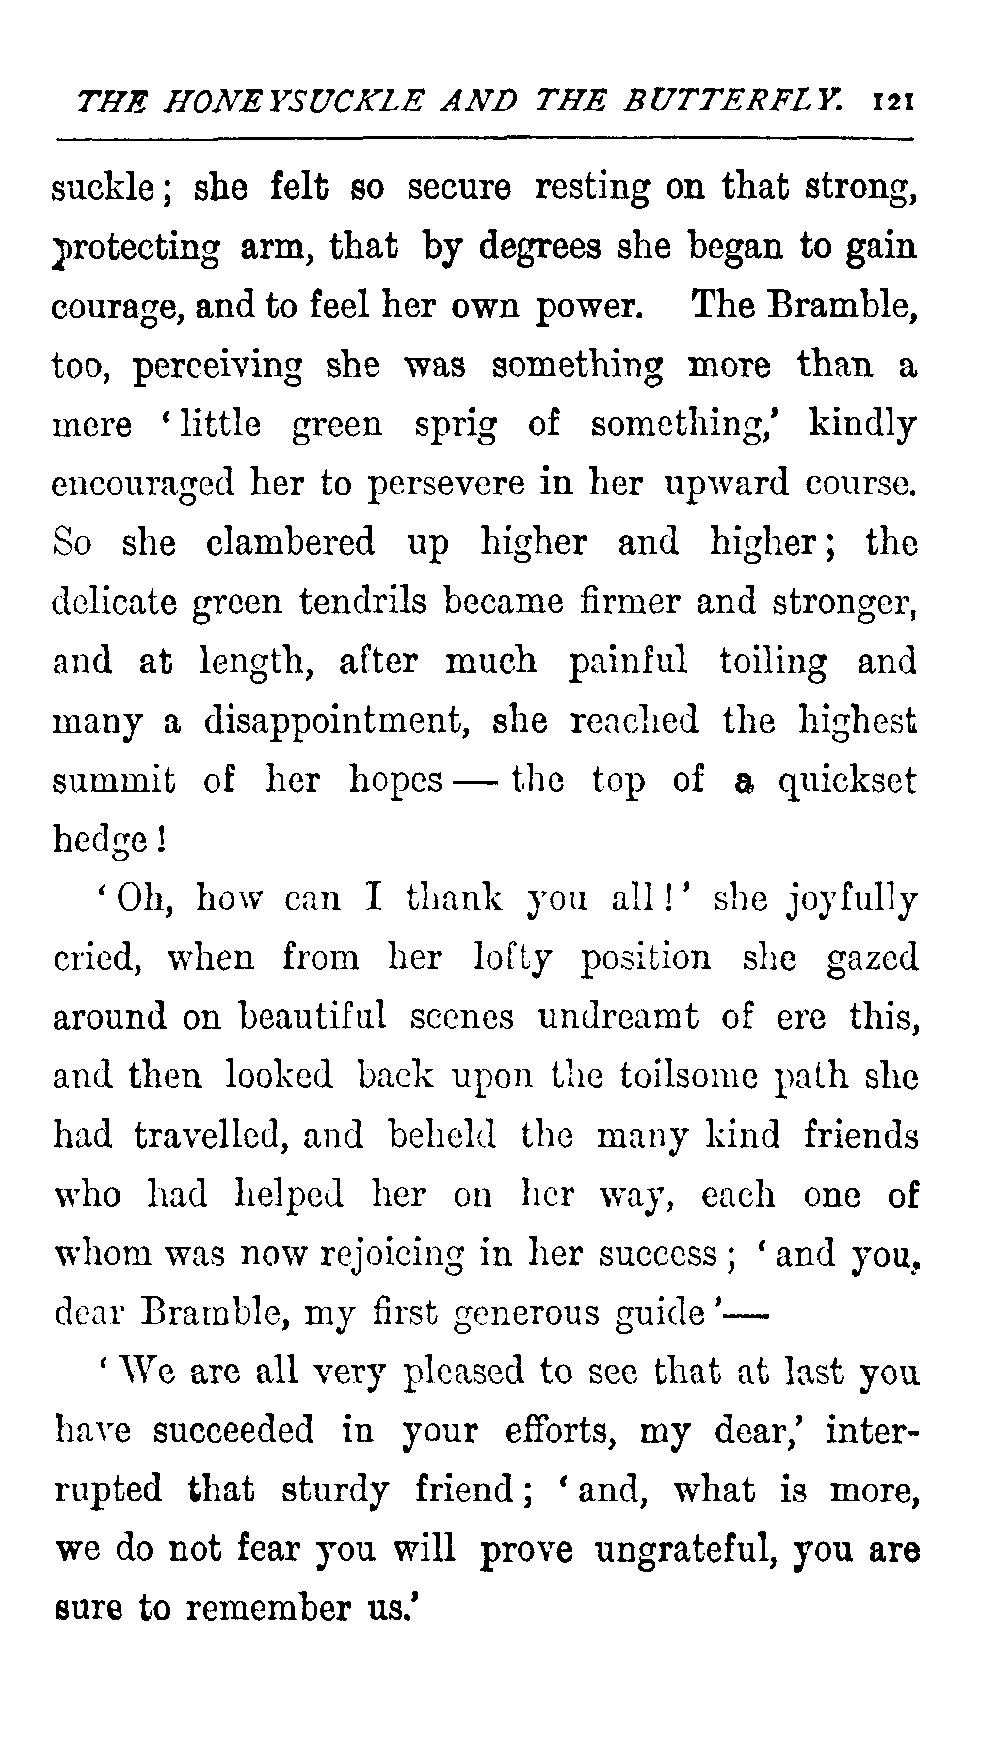 THE HONEYSUCKLE AND THE BUTTERFLY. 121
suckle; she felt so secure resting on that strong,
protecting arm, that by degrees she began to gain
courage, and to feel her own power. The Bramble,
too, perceiving she was something more than a
mere ‘little green sprig of something,’ kindly
encouraged her to persevere in her upward course.
So she clambered up higher and higher; the
delicate green tendrils became firmer and stronger,
and at length, after much painful toiling and
many a disappointment, she reached the highest
summit of her hopes — the top of a quickset
hedge!
‘Oh, how can I thank you all!’ she joyfully
cried, when from her lofty position she gazed
around on beautiful scenes undreamt of ere this,
and then looked back upon the toilsome path she
had travelled, and beheld the many kind friends
who had helped her on her way, each one of
whom was now rejoicing in her success; ‘and you,
dear Bramble, my first generous guide’—
‘We are all very pleased to see that at last you
have succeeded in your efforts, my dear,’ inter-
rupted that sturdy friend; ‘and, what is more,
we do not fear you will prove ungrateful, you are
sure to remember us.’